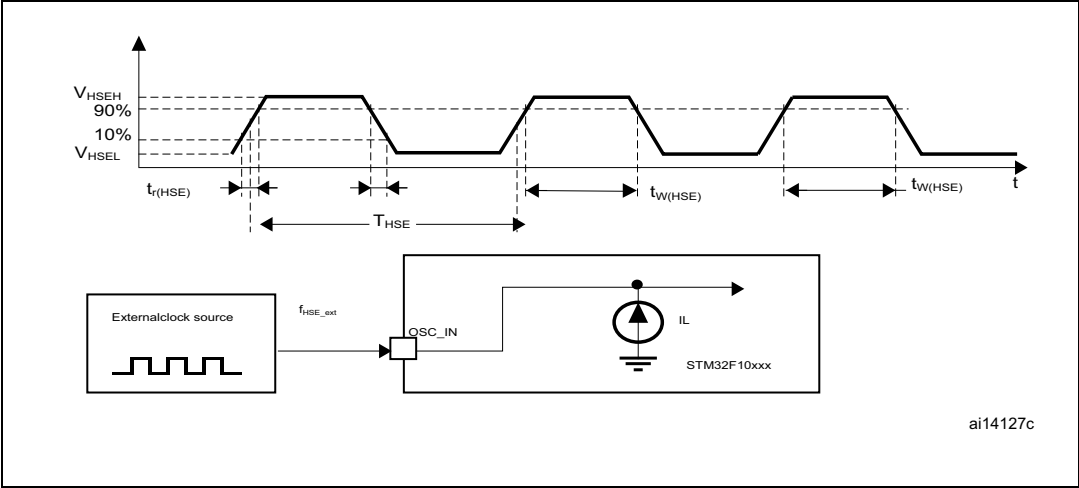 V_HSEH
90%
10%
V_HSEL
t_r(HSE)
t_W(HSE)
t_W(HSE)
t
T_HSE
Externalclock source
f_HSE_ext
OSC_IN
IL
STM32F10xxx
ai14127c